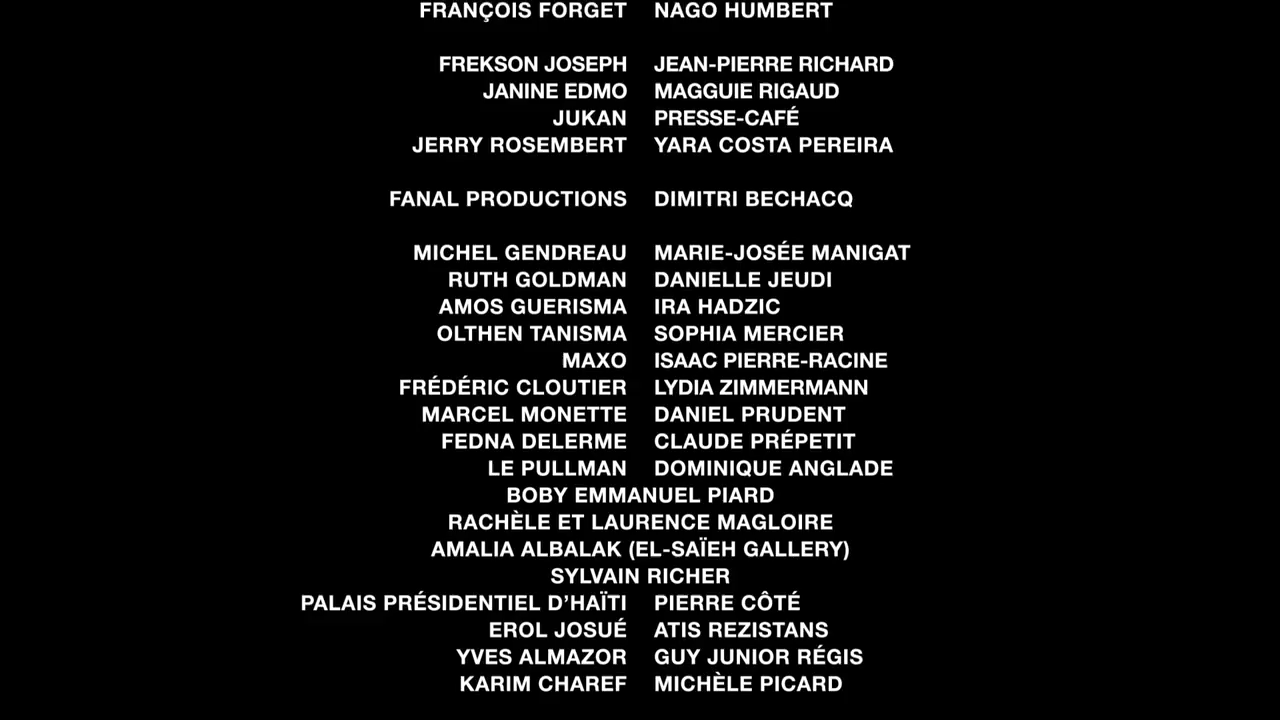 FRANÇOIS FORGET NAGO HUMBERT
FREKSON JOSEPH JEAN-PIERRE RICHARD
JANINE EDMO MAGGUIE RIGAUD
JUKAN PRESSE-CAFÉ
JERRY ROSEMBERT YARA COSTA PEREIRA
FANAL PRODUCTIONS DIMITRI BECHACQ
MICHEL GENDREAU MARIE-JOSÉE MANIGAT
RUTH GOLDMAN DANIELLE JEUDI
AMOS GUERISMA IRA HADZIC
OLTHEN TANISMA SOPHIA MERCIER
MAXO ISAAC PIERRE-RACINE
FRÉDÉRIC CLOUTIER LYDIA ZIMMERMANN
MARCEL MONETTE DANIEL PRUDENT
FEDNA DELERME CLAUDE PRÉPETIT
LE PULLMAN DOMINIQUE ANGLADE
BOBY EMMANUEL PIARD
RACHÈLE ET LAURENCE MAGLOIRE
AMALIA ALBALAK (EL-SAÏEH GALLERY)
SYLVAIN RICHER
PALAIS PRÉSIDENTIEL D'HAÏTI PIERRE CÔTÉ
EROL JOSUÉ ATIS REZISTANS
YVES ALMAZOR GUY JUNIOR RÉGIS
KARIM CHAREF MICHÈLE PICARD